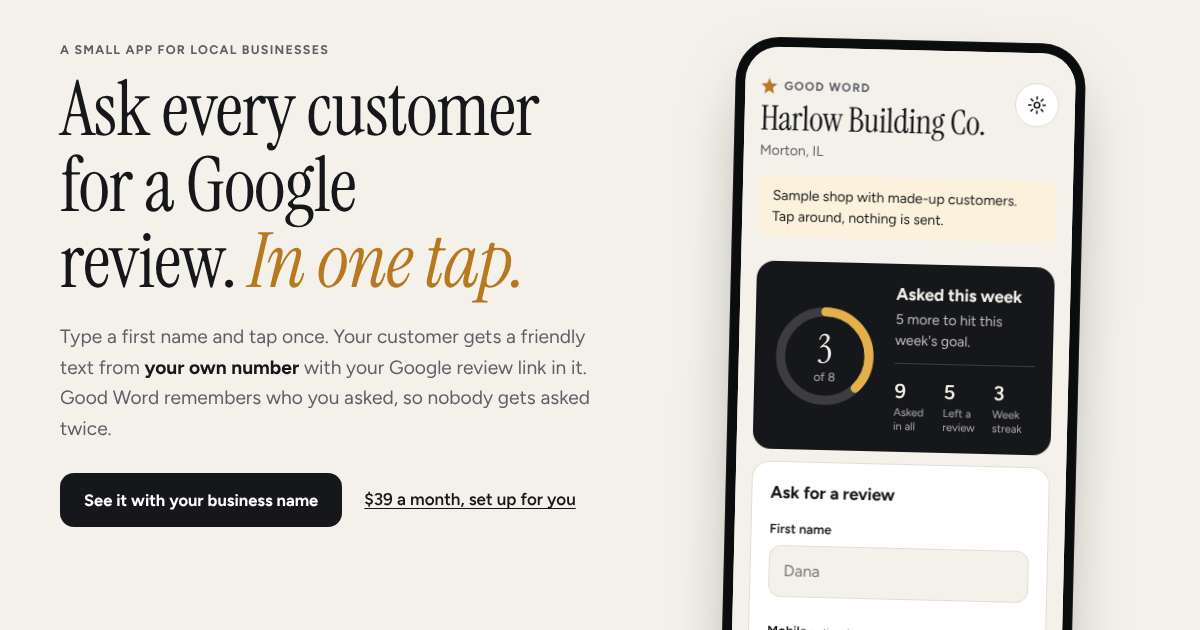 A SMALL APP FOR LOCAL BUSINESSES
Ask every customer
for a Google
review. In one tap.
Type a first name and tap once. Your customer gets a friendly
text from your own number with your Google review link in it.
Good Word remembers who you asked, so nobody gets asked
twice.
See it with your business name
$39 a month, set up for you
GOOD WORD
Harlow Building Co.
Morton, IL
Sample shop with made-up customers.
Tap around, nothing is sent.
3
of 8
Asked this week
5 more to hit this
week's goal.
9
Asked
in all
5
Left a
review
3
Week
streak
Ask for a review
First name
Dana